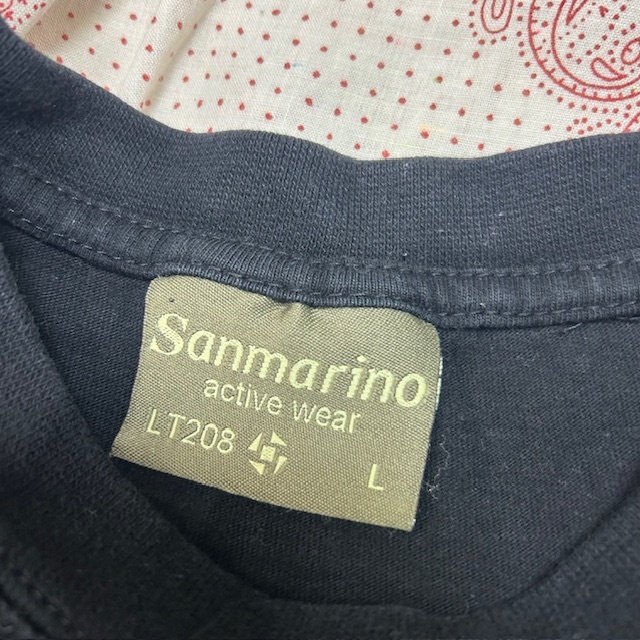 Sanmarino
active wear
LT208
L